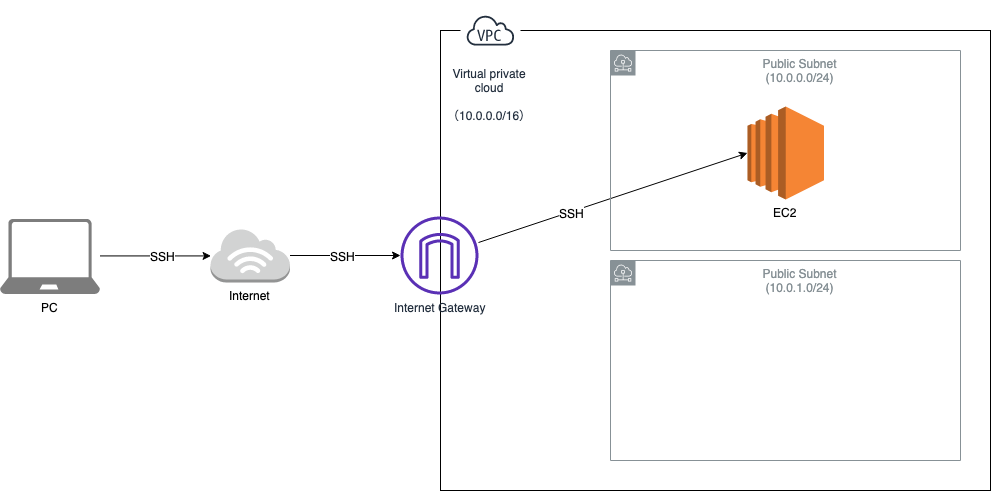 VPC
Virtual private
cloud
（10.0.0.0/16）
Public Subnet
(10.0.0.0/24)
EC2
SSH
SSH
SSH
PC
Internet
Internet Gateway
Public Subnet
(10.0.1.0/24)